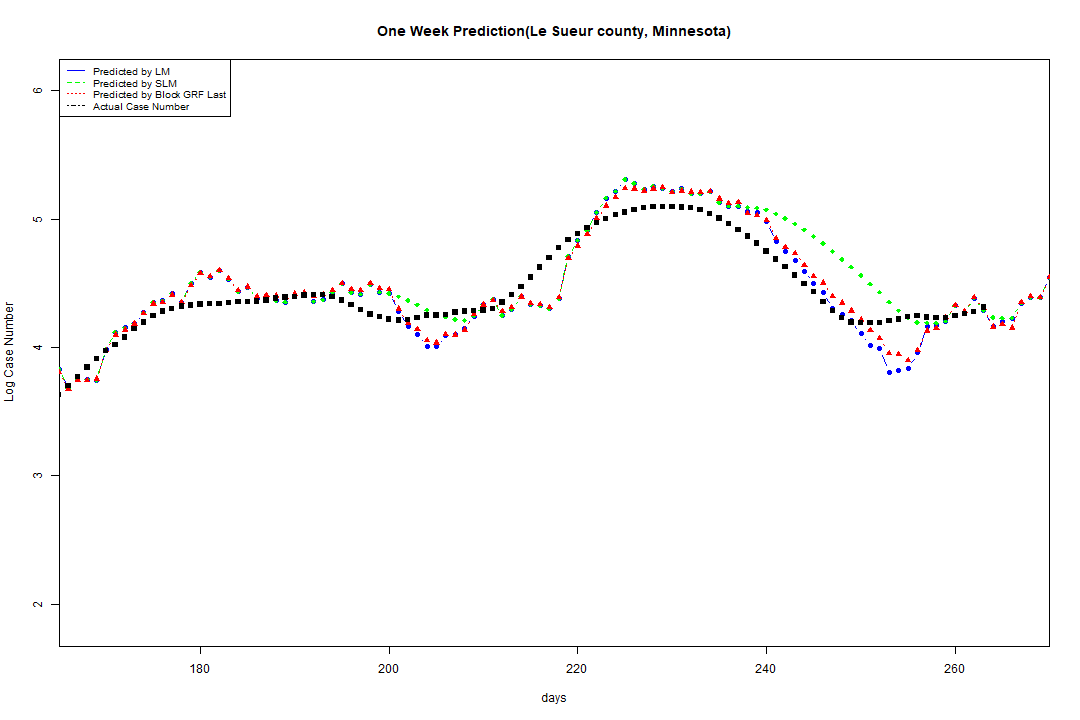 One Week Prediction(Le Sueur county, Minnesota)
Predicted by LM
Predicted by SLM
Predicted by Block GRF Last
Actual Case Number
6
5
4
3
2
Log Case Number
180
200
220
240
260
days